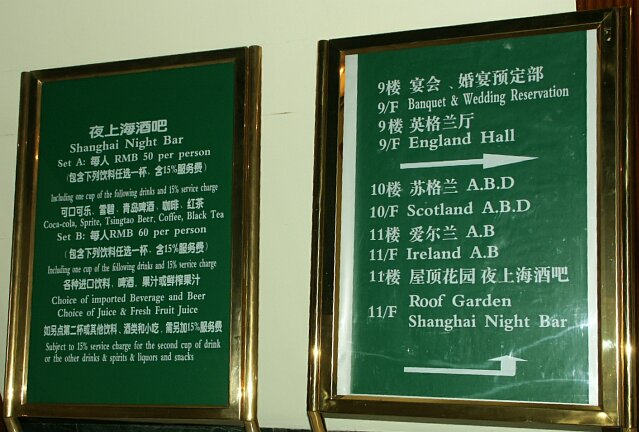 夜上海酒吧
Shanghai Night Bar
Set A: 每人 RMB 50 per person
(包含下列饮料任选一杯、含15%服务费)
Including one cup of the following drinks and 15% service charge
可口可乐、雪碧、青岛啤酒、咖啡、红茶
Coca-cola, Sprite, Tsingtao Beer, Coffee, Black Tea
Set B: 每人RMB 60 per person
(包含下列饮料任选一杯、含15%服务费)
Including one cup of the following drinks and 15% service charge
各种进口饮料、啤酒、果汁或鲜榨果汁
Choice of imported Beverage and Beer
Choice of Juice & Fresh Fruit Juice
如另点第二杯或其他饮料、酒类和小吃、需另加15%服务费
Subject to 15% service charge for the second cup of drink
or the other drinks & spirits & liquors and snacks
9楼 宴会、婚宴预定部
9/F Banquet & Wedding Reservation
9楼 英格兰厅
9/F England Hall
10楼 苏格兰 A.B.D
10/F Scotland A.B.D
11楼 爱尔兰 A.B
11/F Ireland A.B
11楼 屋顶花园 夜上海酒吧
11/F Roof Garden
Shanghai Night Bar